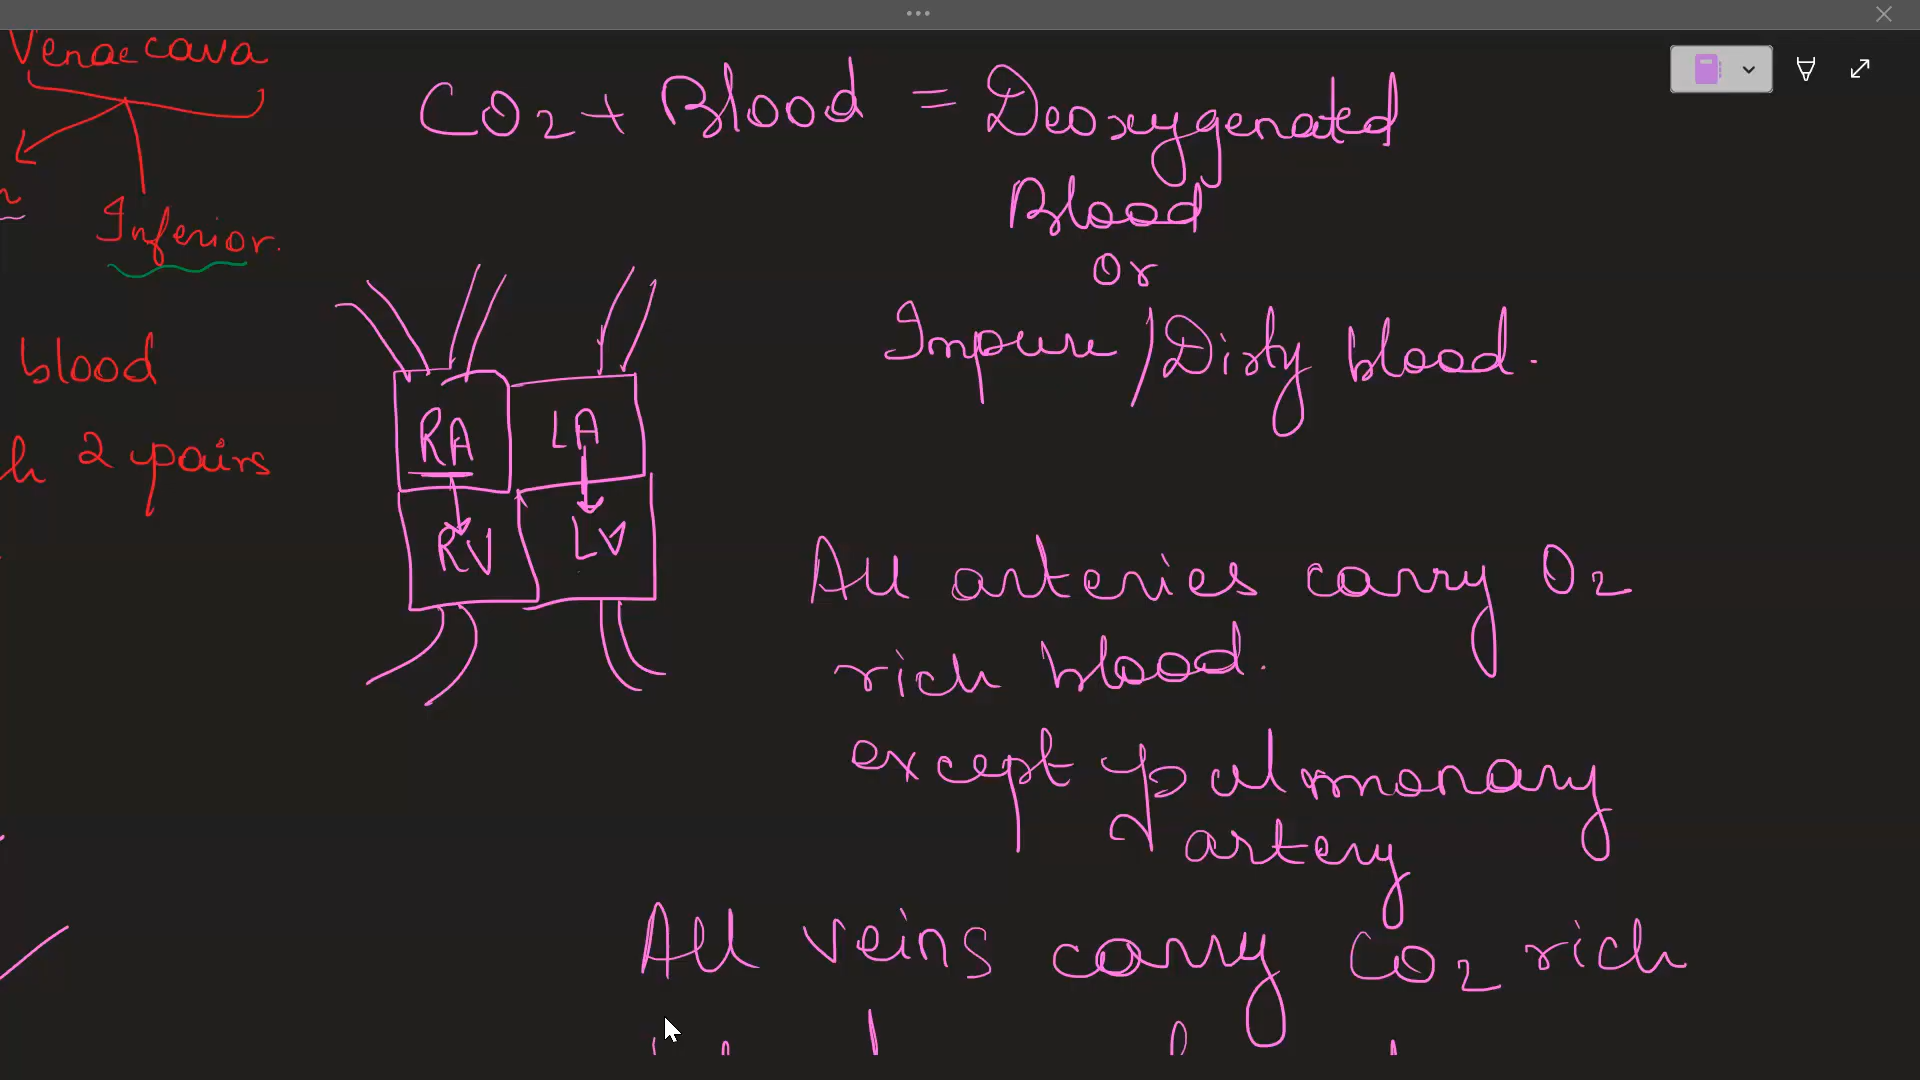 Venae cava
Inferior.
blood
2 pairs
CO2 + Blood = Deoxygenated
Blood
Or
Impure / Dirty blood.
RA LA
RV LV
All arteries carry O2
rich blood.
except pulmonary
artery
All veins carry CO2 rich